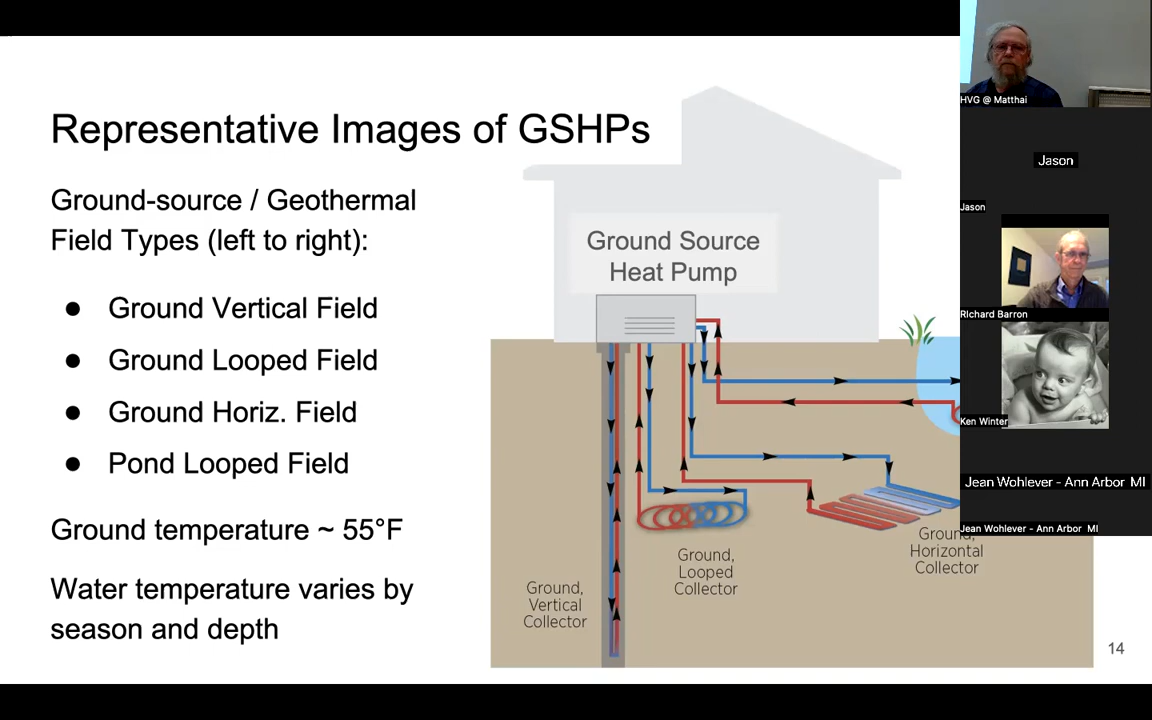 Representative Images of GSHPs
Ground-source / Geothermal
Field Types (left to right):
● Ground Vertical Field
● Ground Looped Field
● Ground Horiz. Field
● Pond Looped Field
Ground temperature ~ 55°F
Water temperature varies by
season and depth
Ground Source
Heat Pump
Ground,
Vertical
Collector
Ground,
Looped
Collector
Ground,
Horizontal
Collector
14
HVG @ Matthai
Jason
Jason
Richard Barron
Ken Winter
Jean Wohlever - Ann Arbor MI
Jean Wohlever - Ann Arbor MI